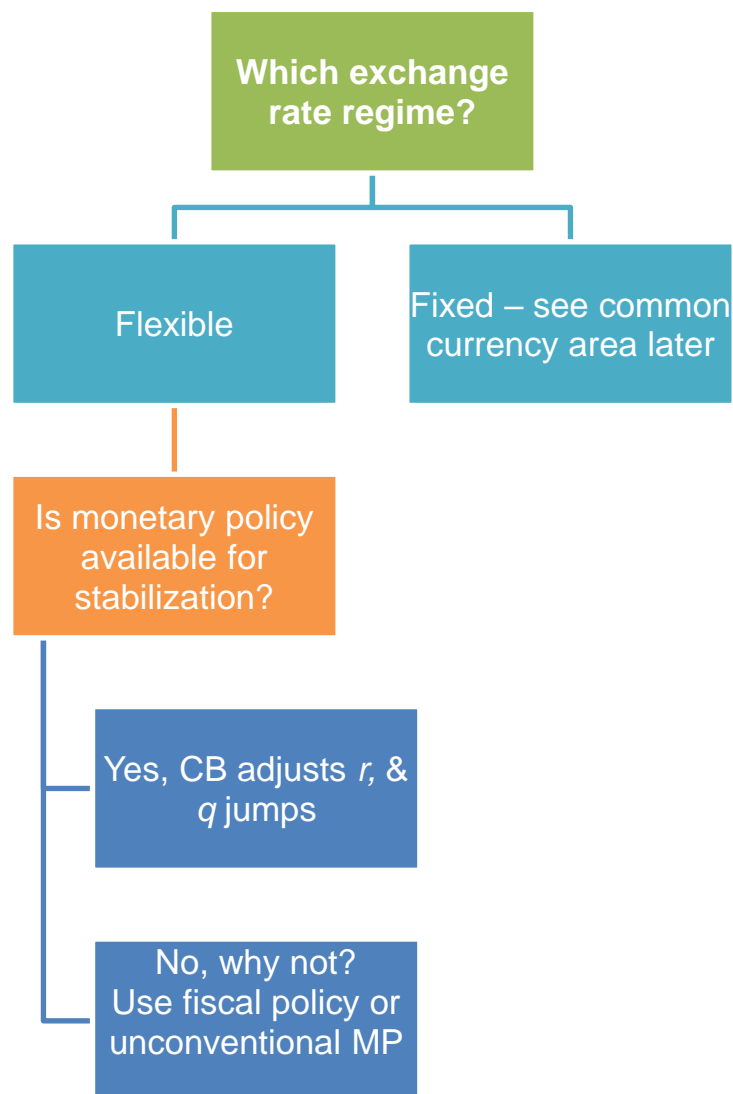 Which exchange
rate regime?
Flexible
Fixed – see common
currency area later
Is monetary policy
available for
stabilization?
Yes, CB adjusts r, &
q jumps
No, why not?
Use fiscal policy or
unconventional MP